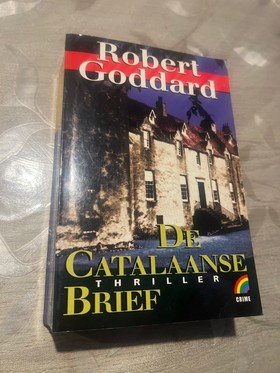 Robert
Goddard
DE
CATALAANSE
THRILLER
BRIEF
CRIME